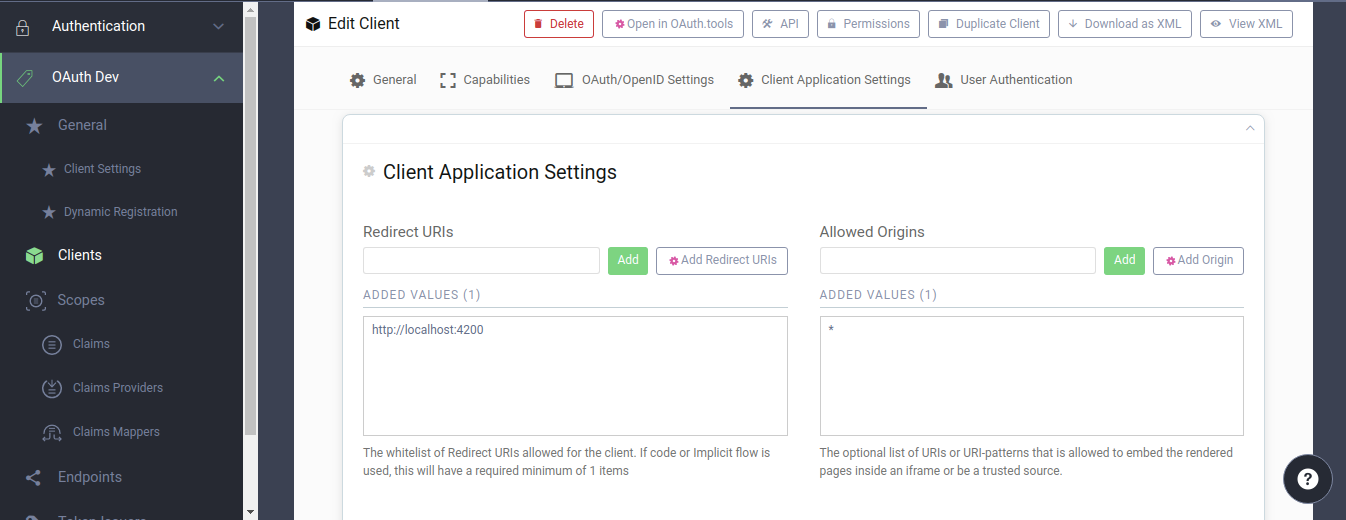 Authentication
OAuth Dev
General
Client Settings
Dynamic Registration
Clients
Scopes
Claims
Claims Providers
Claims Mappers
Endpoints
Edit Client
Delete
Open in OAuth.tools
API
Permissions
Duplicate Client
Download as XML
View XML
General
Capabilities
OAuth/OpenID Settings
Client Application Settings
User Authentication
Client Application Settings
Redirect URIs
Add
Add Redirect URIs
ADDED VALUES (1)
http://localhost:4200
The whitelist of Redirect URIs allowed for the client. If code or Implicit flow is
used, this will have a required minimum of 1 items
Allowed Origins
Add
Add Origin
ADDED VALUES (1)
*
The optional list of URIs or URI-patterns that is allowed to embed the rendered
pages inside an iframe or be a trusted source.
?